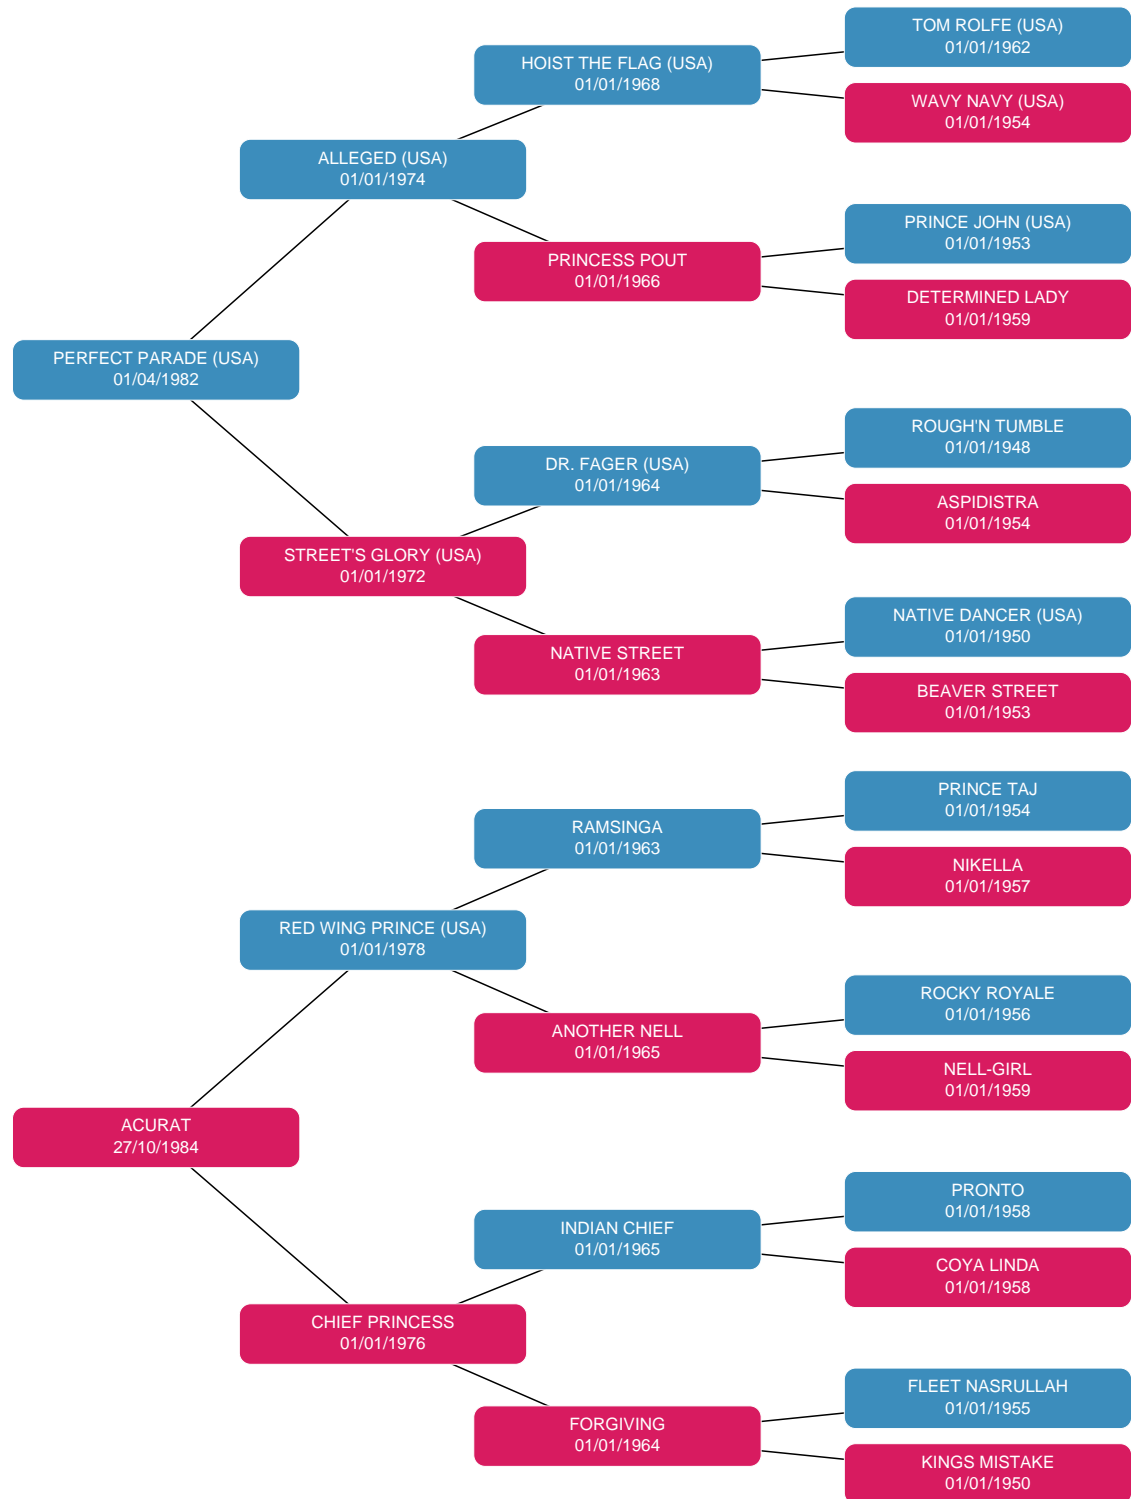 TOM ROLFE (USA)
01/01/1962
HOIST THE FLAG (USA)
01/01/1968
WAVY NAVY (USA)
01/01/1954
ALLEGED (USA)
01/01/1974
PRINCE JOHN (USA)
01/01/1953
PRINCESS POUT
01/01/1966
DETERMINED LADY
01/01/1959
PERFECT PARADE (USA)
01/04/1982
ROUGH'N TUMBLE
01/01/1948
DR. FAGER (USA)
01/01/1964
ASPIDISTRA
01/01/1954
STREET'S GLORY (USA)
01/01/1972
NATIVE DANCER (USA)
01/01/1950
NATIVE STREET
01/01/1963
BEAVER STREET
01/01/1953
PRINCE TAJ
01/01/1954
RAMSINGA
01/01/1963
NIKELLA
01/01/1957
RED WING PRINCE (USA)
01/01/1978
ROCKY ROYALE
01/01/1956
ANOTHER NELL
01/01/1965
NELL-GIRL
01/01/1959
ACURAT
27/10/1984
PRONTO
01/01/1958
INDIAN CHIEF
01/01/1965
COYA LINDA
01/01/1958
CHIEF PRINCESS
01/01/1976
FLEET NASRULLAH
01/01/1955
FORGIVING
01/01/1964
KINGS MISTAKE
01/01/1950